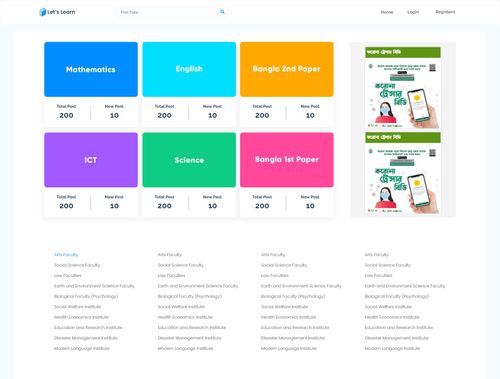 Let's Learn
Find Tutor
Home
Login
Registent
Mathematics
English
Bangla 2nd Paper
Total Post
New Post
200
10
Total Post
New Post
200
10
Total Post
New Post
200
10
ICT
Science
Bangla 1st Paper
Total Post
New Post
200
10
Total Post
New Post
200
10
Total Post
New Post
200
10
করোনা ট্রেসার বিডি
করোনা
ট্রেসার
বিডি
করোনা ট্রেসার বিডি
করোনা
ট্রেসার
বিডি
Arts Faculty
Social Science Faculty
Law Faculties
Earth and Environment Science Faculty
Biological Faculty (Psychology)
Social Welfare Institute
Health Economics Institute
Education and Research Institute
Disaster Management Institute
Modern Language Institute
Arts Faculty
Social Science Faculty
Law Faculties
Earth and Environment Science Faculty
Biological Faculty (Psychology)
Social Welfare Institute
Health Economics Institute
Education and Research Institute
Disaster Management Institute
Modern Language Institute
Arts Faculty
Social Science Faculty
Law Faculties
Earth and Environment Science Faculty
Biological Faculty (Psychology)
Social Welfare Institute
Health Economics Institute
Education and Research Institute
Disaster Management Institute
Modern Language Institute
Arts Faculty
Social Science Faculty
Law Faculties
Earth and Environment Science Faculty
Biological Faculty (Psychology)
Social Welfare Institute
Health Economics Institute
Education and Research Institute
Disaster Management Institute
Modern Language Institute